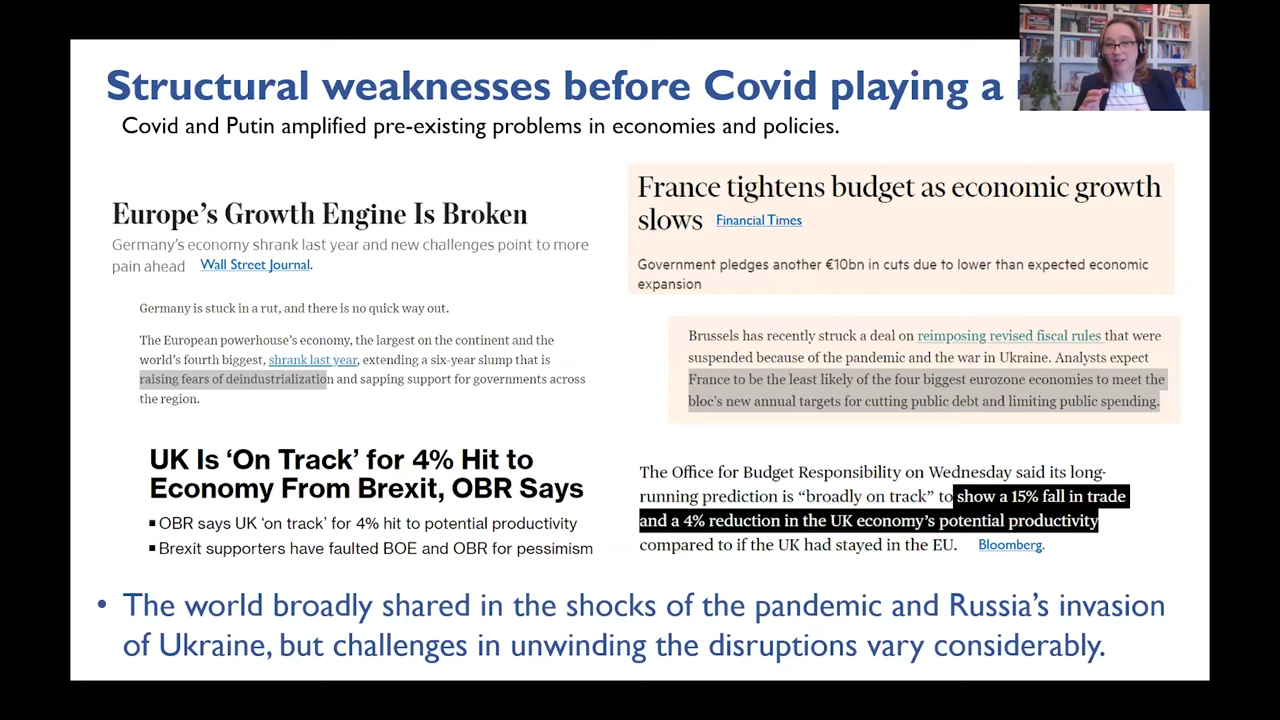 Structural weaknesses before Covid playing a
Covid and Putin amplified pre-existing problems in economies and policies.
Europe's Growth Engine Is Broken
Germany's economy shrank last year and new challenges point to more
pain ahead Wall Street Journal.
Germany is stuck in a rut, and there is no quick way out.
The European powerhouse's economy, the largest on the continent and the
world's fourth biggest, shrank last year, extending a six-year slump that is
raising fears of deindustrialization and sapping support for governments across
the region.
France tightens budget as economic growth
slows Financial Times
Government pledges another €10bn in cuts due to lower than expected economic
expansion
Brussels has recently struck a deal on reimposing revised fiscal rules that were
suspended because of the pandemic and the war in Ukraine. Analysts expect
France to be the least likely of the four biggest eurozone economies to meet the
bloc's new annual targets for cutting public debt and limiting public spending.
UK Is ‘On Track’ for 4% Hit to
Economy From Brexit, OBR Says
▪ OBR says UK ‘on track’ for 4% hit to potential productivity
▪ Brexit supporters have faulted BOE and OBR for pessimism
The Office for Budget Responsibility on Wednesday said its long-
running prediction is “broadly on track” to show a 15% fall in trade
and a 4% reduction in the UK economy's potential productivity
compared to if the UK had stayed in the EU. Bloomberg.
• The world broadly shared in the shocks of the pandemic and Russia's invasion
of Ukraine, but challenges in unwinding the disruptions vary considerably.